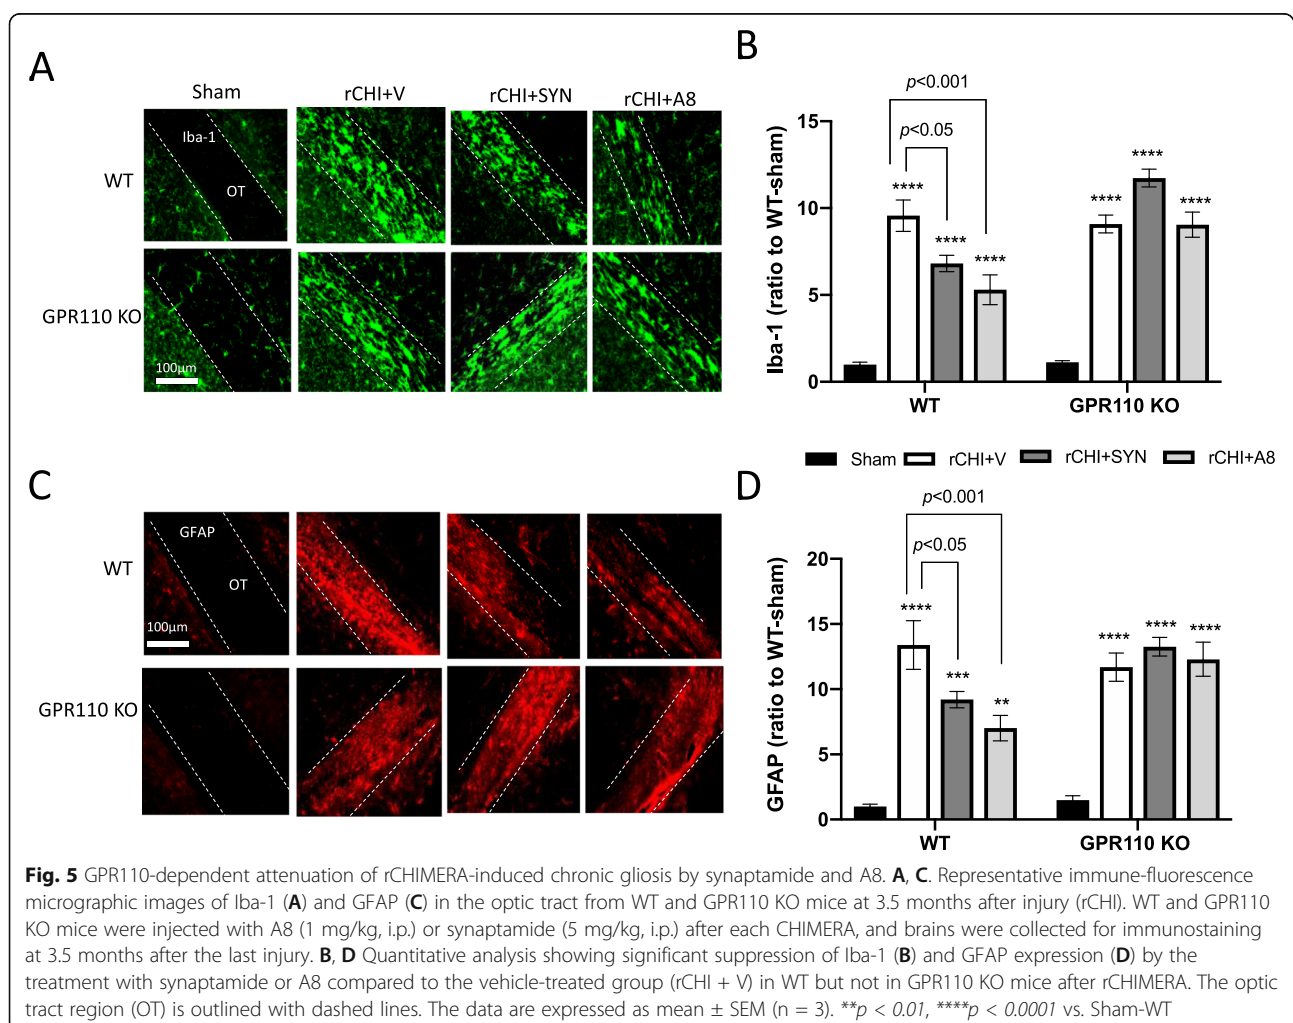 A
Sham
rCHI+V
rCHI+SYN
rCHI+A8
WT
Iba-1
OT
GPR110 KO
100µm
B
p<0.001
p<0.05
Iba-1 (ratio to WT-sham)
15
10
5
0
****
****
****
****
****
****
WT
GPR110 KO
Sham
rCHI+V
rCHI+SYN
rCHI+A8
C
WT
GFAP
OT
100µm
GPR110 KO
D
p<0.001
p<0.05
GFAP (ratio to WT-sham)
20
15
10
5
0
****
***
**
****
****
****
WT
GPR110 KO
Fig. 5 GPR110-dependent attenuation of rCHIMERA-induced chronic gliosis by synaptamide and A8. A, C. Representative immune-fluorescence
micrographic images of Iba-1 (A) and GFAP (C) in the optic tract from WT and GPR110 KO mice at 3.5 months after injury (rCHI). WT and GPR110
KO mice were injected with A8 (1 mg/kg, i.p.) or synaptamide (5 mg/kg, i.p.) after each CHIMERA, and brains were collected for immunostaining
at 3.5 months after the last injury. B, D Quantitative analysis showing significant suppression of Iba-1 (B) and GFAP expression (D) by the
treatment with synaptamide or A8 compared to the vehicle-treated group (rCHI + V) in WT but not in GPR110 KO mice after rCHIMERA. The optic
tract region (OT) is outlined with dashed lines. The data are expressed as mean ± SEM (n = 3). **p < 0.01, ****p < 0.0001 vs. Sham-WT